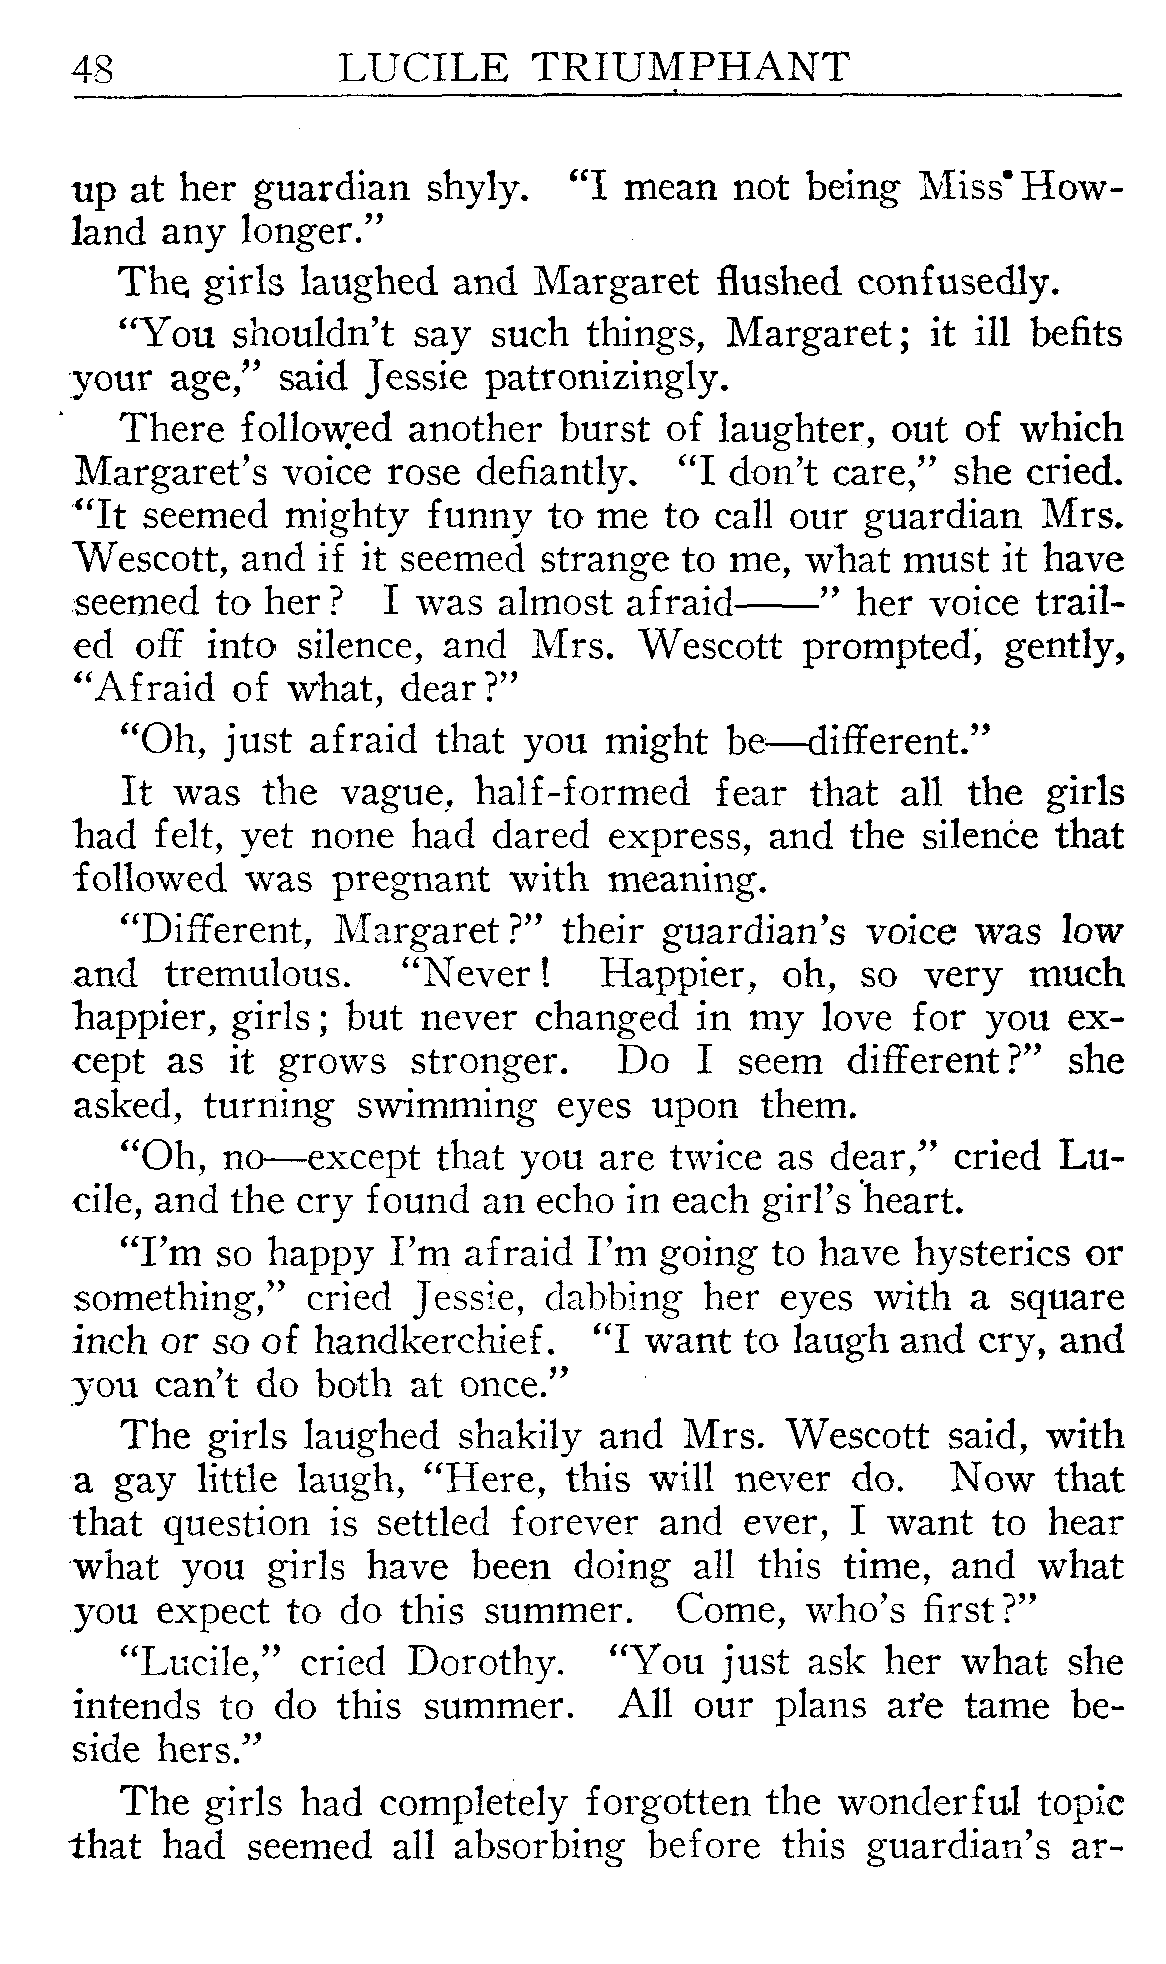 48 LUCILE TRIUMPHANT
up at her guardian shyly. “I mean not being Miss How-
land any longer.”
The girls laughed and Margaret flushed confusedly.
“You shouldn’t say such things, Margaret; it ill befits
your age,” said Jessie patronizingly.
There followed another burst of laughter, out of which
Margaret’s voice rose defiantly. “I don’t care,” she cried.
“It seemed mighty funny to me to call our guardian Mrs.
Wescott, and if it seemed strange to me, what must it have
seemed to her? I was almost afraid——” her voice trail-
ed off into silence, and Mrs. Wescott prompted, gently,
“Afraid of what, dear?”
“Oh, just afraid that you might be—different.”
It was the vague, half-formed fear that all the girls
had felt, yet none had dared express, and the silence that
followed was pregnant with meaning.
“Different, Margaret?” their guardian’s voice was low
and tremulous. “Never! Happier, oh, so very much
happier, girls; but never changed in my love for you ex-
cept as it grows stronger. Do I seem different?” she
asked, turning swimming eyes upon them.
“Oh, no—except that you are twice as dear,” cried Lu-
cile, and the cry found an echo in each girl’s heart.
“I’m so happy I’m afraid I’m going to have hysterics or
something,” cried Jessie, dabbing her eyes with a square
inch or so of handkerchief. “I want to laugh and cry, and
you can’t do both at once.”
The girls laughed shakily and Mrs. Wescott said, with
a gay little laugh, “Here, this will never do. Now that
that question is settled forever and ever, I want to hear
what you girls have been doing all this time, and what
you expect to do this summer. Come, who’s first?”
“Lucile,” cried Dorothy. “You just ask her what she
intends to do this summer. All our plans are tame be-
side hers.”
The girls had completely forgotten the wonderful topic
that had seemed all absorbing before this guardian’s ar-